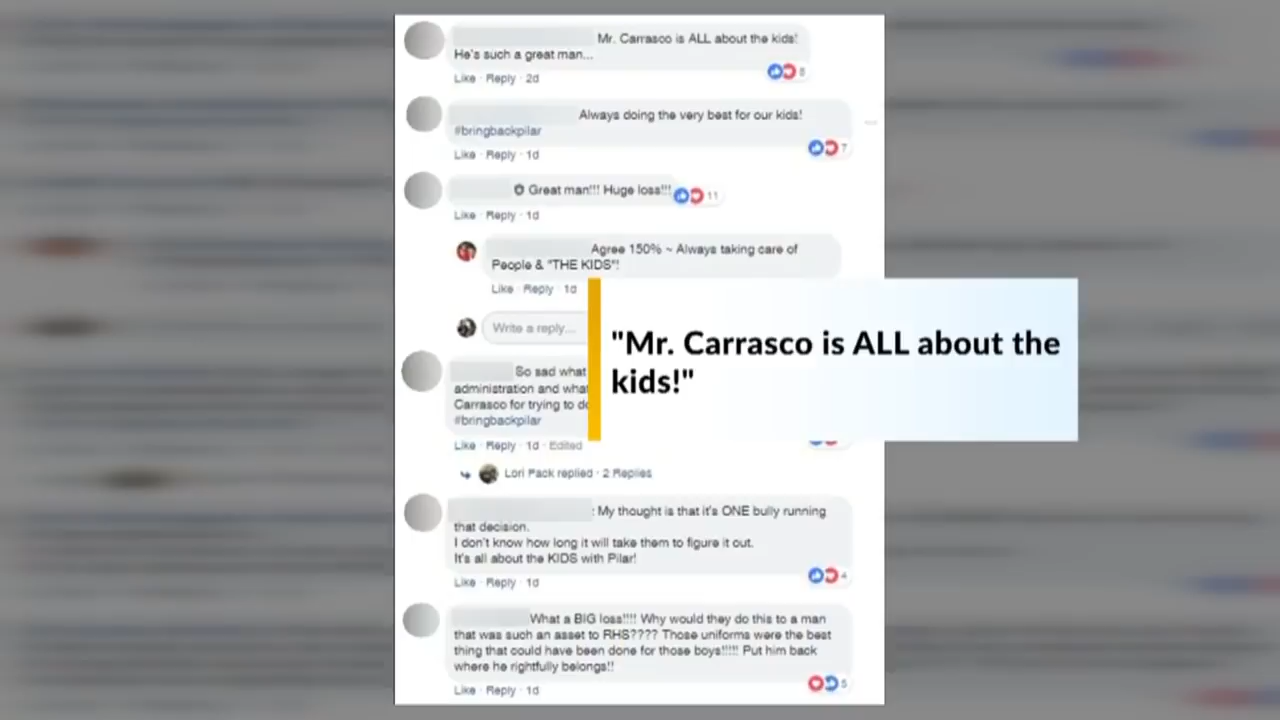 Mr. Carrasco is ALL about the kids!
He's such a great man...
Like · Reply · 2d
8
Always doing the very best for our kids!
#bringbackpilar
Like · Reply · 1d
7
Great man!!! Huge loss!!!
11
Like · Reply · 1d
Agree 150% ~ Always taking care of
People & "THE KIDS"!
Like · Reply · 1d
Write a reply...
"Mr. Carrasco is ALL about the
kids!"
So sad what
administration and what
Carrasco for trying to do
#bringbackpilar
Like · Reply · 1d · Edited
Lori Pack replied · 2 Replies
: My thought is that it's ONE bully running
that decision.
I don't know how long it will take them to figure it out.
It's all about the KIDS with Pilar!
4
Like · Reply · 1d
What a BIG loss!!!! Why would they do this to a man
that was such an asset to RHS???? Those uniforms were the best
thing that could have been done for those boys!!!!! Put him back
where he rightfully belongs!!
5
Like · Reply · 1d